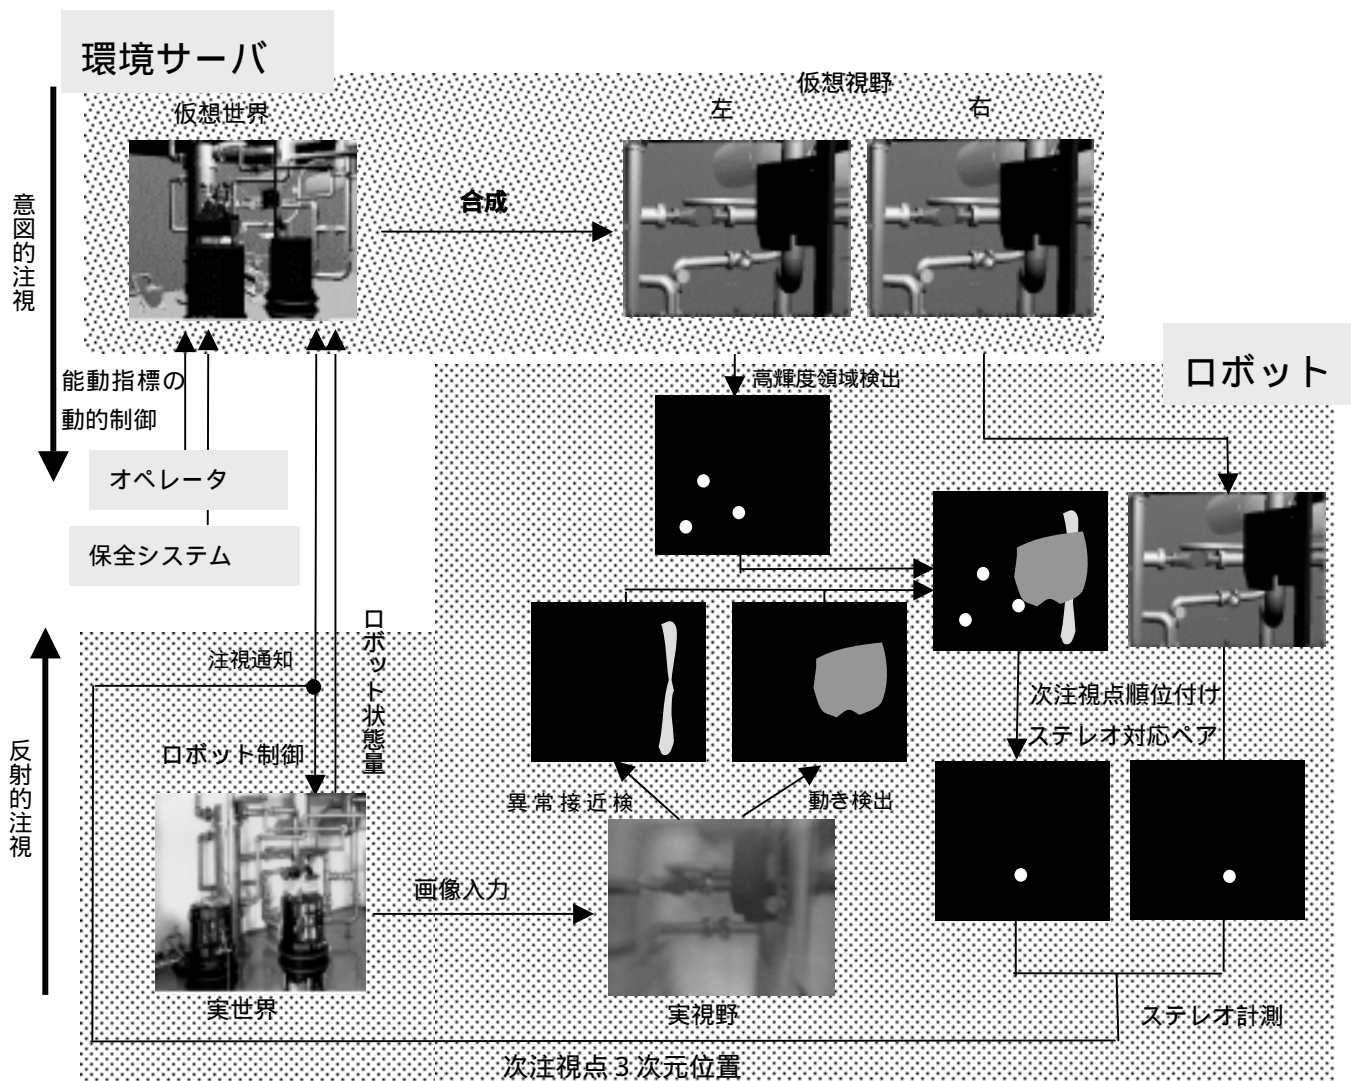 環境サーバ
仮想世界
仮想視野
左
右
合成
意図的注視
ロボット
能動指標の
動的制御
高輝度領域検出
オペレータ
保全システム
ロボット状態量
注視通知
次注視点順位付け
ステレオ対応ペア
ロボット制御
反射的注視
異常接近検
動き検出
画像入力
実世界
実視野
ステレオ計測
次注視点3次元位置